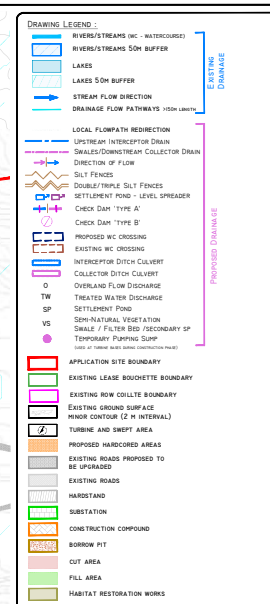 DRAWING LEGEND :
RIVERS/STREAMS (WC - WATERCOURSE)
RIVERS/STREAMS 50M BUFFER
LAKES
LAKES 50M BUFFER
STREAM FLOW DIRECTION
DRAINAGE FLOW PATHWAYS >150M LENGTH
EXISTING DRAINAGE
LOCAL FLOWPATH REDIRECTION
UPSTREAM INTERCEPTOR DRAIN
SWALES/DOWNSTREAM COLLECTOR DRAIN
DIRECTION OF FLOW
SILT FENCES
DOUBLE/TRIPLE SILT FENCES
SETTLEMENT POND - LEVEL SPREADER
CHECK DAM 'TYPE A'
CHECK DAM 'TYPE B'
PROPOSED WC CROSSING
EXISTING WC CROSSING
INTERCEPTOR DITCH CULVERT
COLLECTOR DITCH CULVERT
O OVERLAND FLOW DISCHARGE
TW TREATED WATER DISCHARGE
SP SETTLEMENT POND
VS SEMI-NATURAL VEGETATION
SWALE / FILTER BED /SECONDARY SP
TEMPORARY PUMPING SUMP
(USED AT TURBINE BASES DURING CONSTRUCTION PHASE)
PROPOSED DRAINAGE
APPLICATION SITE BOUNDARY
EXISTING LEASE BOUCHETTE BOUNDARY
EXISTING ROW COILLTE BOUNDARY
EXISTING GROUND SURFACE
MINOR CONTOUR (2 M INTERVAL)
TURBINE AND SWEPT AREA
PROPOSED HARDCORED AREAS
EXISTING ROADS PROPOSED TO
BE UPGRADED
EXISTING ROADS
HARDSTAND
SUBSTATION
CONSTRUCTION COMPOUND
BORROW PIT
CUT AREA
FILL AREA
HABITAT RESTORATION WORKS